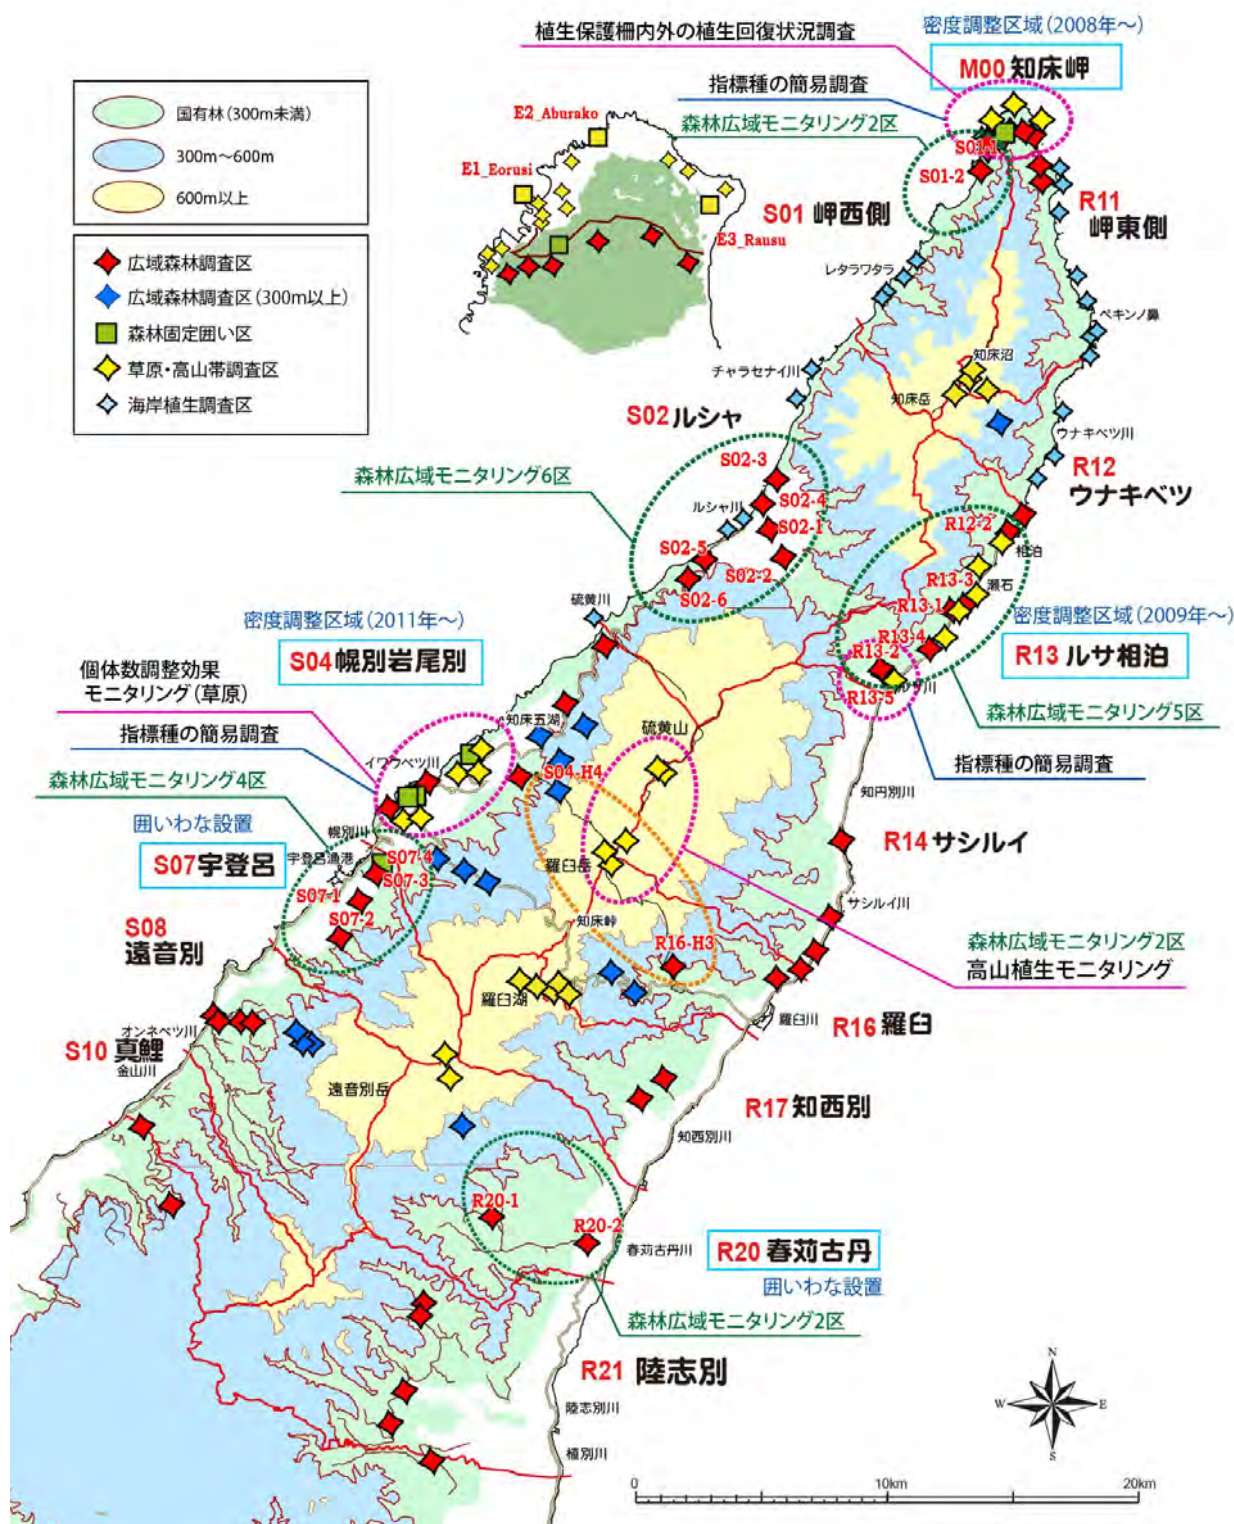 植生保護柵内外の植生回復状況調査
密度調整区域(2008年～)
M00 知床岬
指標種の簡易調査
森林広域モニタリング2区
国有林(300m未満)
300m～600m
600m以上
広域森林調査区
広域森林調査区(300m以上)
森林固定囲い区
草原・高山帯調査区
海岸植生調査区
E2_Aburako
E1_Eorusi
E3_Rausu
S01-1
S01-2
S01 岬西側
R11
岬東側
レタラワタラ
ペキンノ鼻
チャラセナイ川
知床沼
知床岳
ウナキベツ川
S02 ルシャ
R12
ウナキベツ
森林広域モニタリング6区
S02-3
S02-4
ルシャ川
S02-1
S02-5
S02-2
S02-6
R12-2
相泊
R13-3
瀬石
R13-1
R13-4
R13-2
R13-5
ルサ川
密度調整区域(2009年～)
R13 ルサ相泊
森林広域モニタリング5区
指標種の簡易調査
硫黄川
密度調整区域(2011年～)
S04 幌別岩尾別
個体数調整効果
モニタリング(草原)
指標種の簡易調査
森林広域モニタリング4区
知床五湖
硫黄山
イワウベツ川
S04-H4
知円別川
囲いわな設置
S07 宇登呂
幌別川
宇登呂漁港
S07-4
S07-3
S07-1
S07-2
羅臼岳
R14 サシルイ
サシルイ川
知床峠
S08
遠音別
R16-H3
森林広域モニタリング2区
高山植生モニタリング
羅臼湖
羅臼川
R16 羅臼
オンネベツ川
S10 真鯉
金山川
遠音別岳
R17 知西別
知西別川
R20-1
R20-2
春苅古丹川
R20 春苅古丹
囲いわな設置
森林広域モニタリング2区
R21 陸志別
陸志別川
植別川
N
W
E
S
0
10km
20km